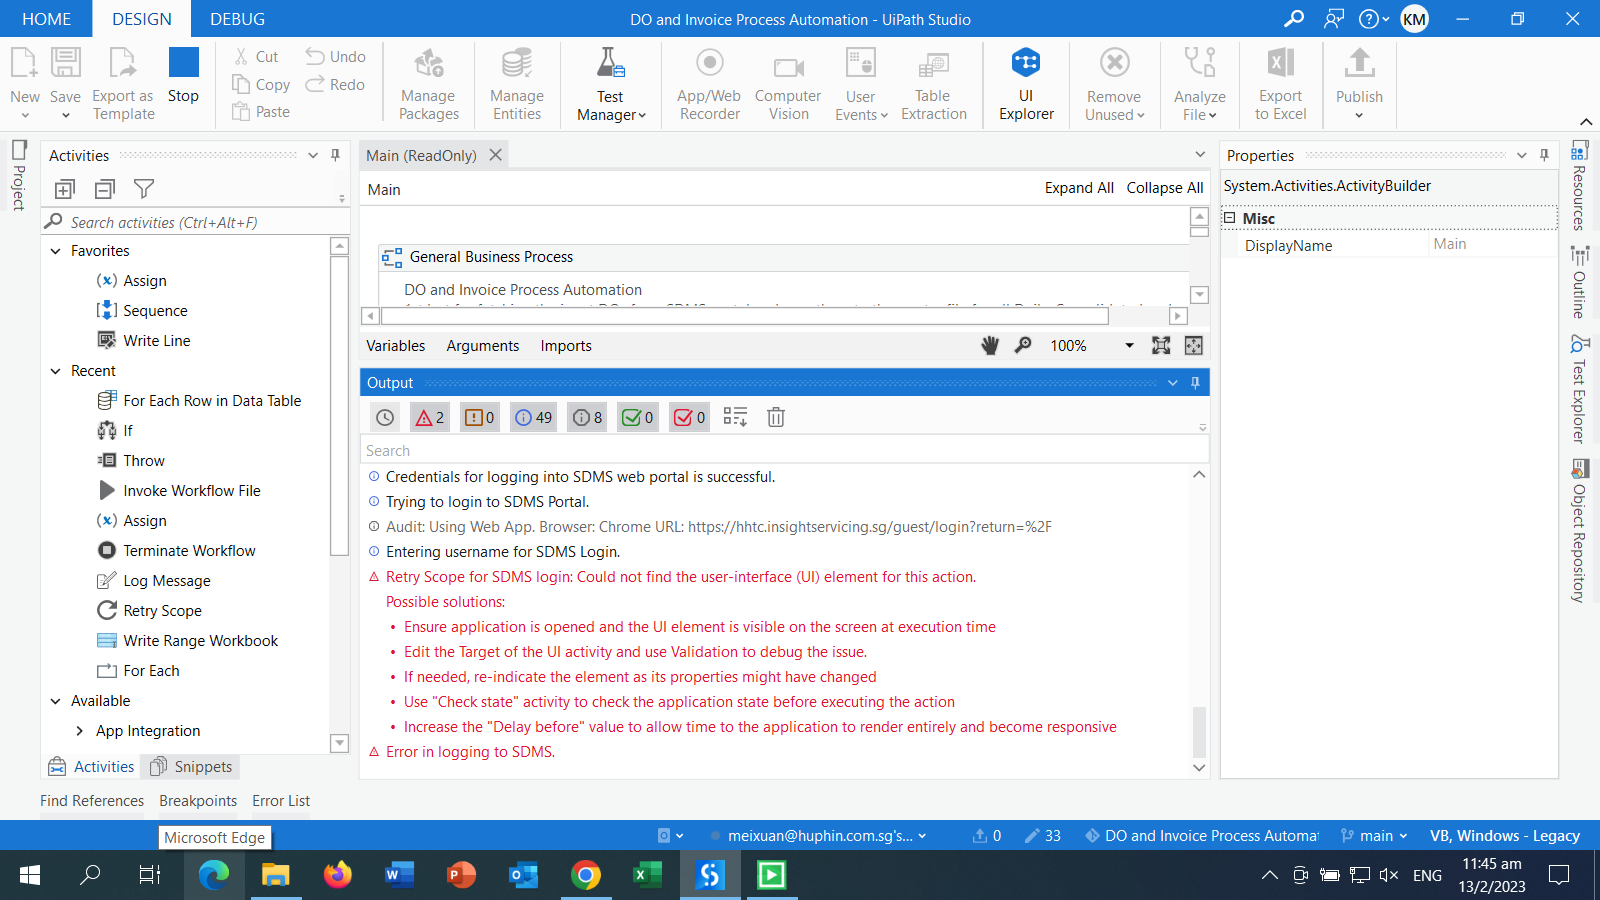 HOME DESIGN DEBUG DO and Invoice Process Automation - UiPath Studio KM
New Save Export as Template Stop Cut Copy Paste Undo Redo Manage Packages Manage Entities Test Manager App/Web Recorder Computer Vision User Events Table Extraction UI Explorer Remove Unused Analyze File Export to Excel Publish
Project
Activities
Search activities (Ctrl+Alt+F)
Favorites
Assign
Sequence
Write Line
Recent
For Each Row in Data Table
If
Throw
Invoke Workflow File
Assign
Terminate Workflow
Log Message
Retry Scope
Write Range Workbook
For Each
Available
App Integration
Activities Snippets
Main (ReadOnly)
Main Expand All Collapse All
General Business Process
DO and Invoice Process Automation
Variables Arguments Imports 100%
Output
2 0 49 8 0 0
Search
Credentials for logging into SDMS web portal is successful.
Trying to login to SDMS Portal.
Audit: Using Web App. Browser: Chrome URL: https://hhtc.insightservicing.sg/guest/login?return=%2F
Entering username for SDMS Login.
Retry Scope for SDMS login: Could not find the user-interface (UI) element for this action.
Possible solutions:
• Ensure application is opened and the UI element is visible on the screen at execution time
• Edit the Target of the UI activity and use Validation to debug the issue.
• If needed, re-indicate the element as its properties might have changed
• Use "Check state" activity to check the application state before executing the action
• Increase the "Delay before" value to allow time to the application to render entirely and become responsive
Error in logging to SDMS.
Properties
System.Activities.ActivityBuilder
Misc
DisplayName Main
Resources
Outline
Test Explorer
Object Repository
Find References Breakpoints Error List
Microsoft Edge
meixuan@huphin.com.sg's... 0 33 DO and Invoice Process Automat main VB, Windows - Legacy
ENG 11:45 am
13/2/2023